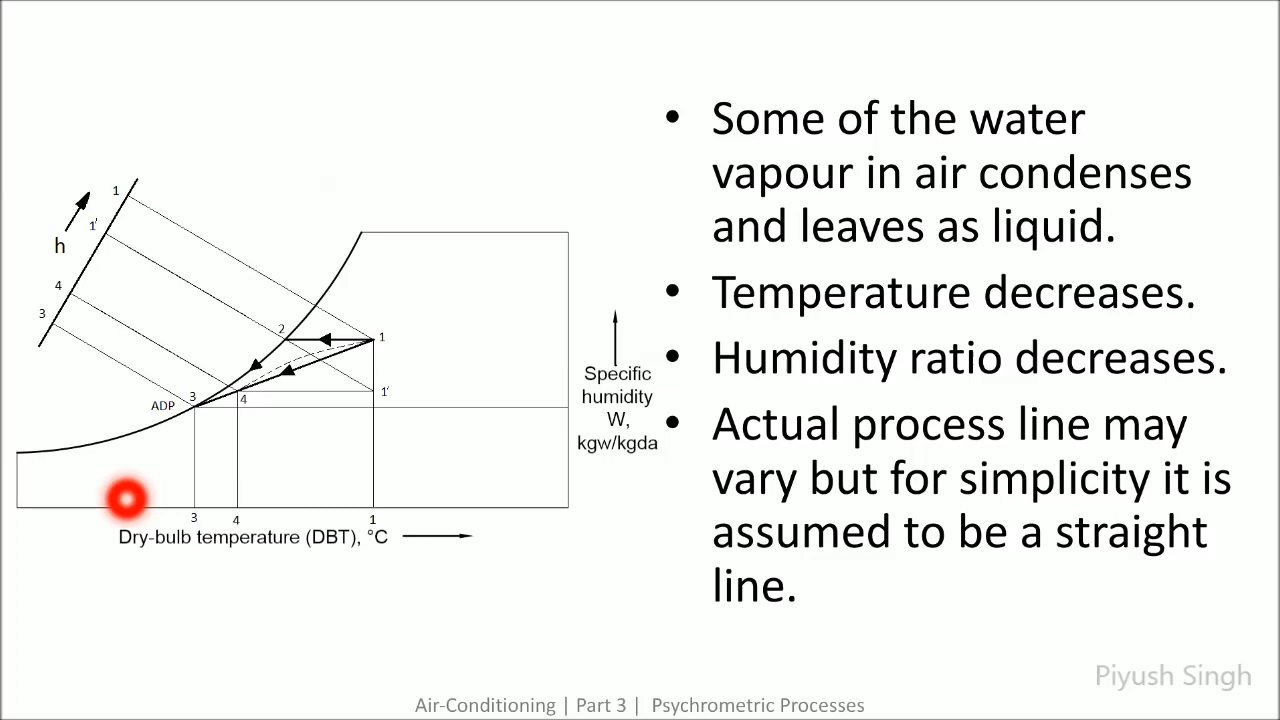 • Some of the water
vapour in air condenses
and leaves as liquid.
• Temperature decreases.
• Humidity ratio decreases.
• Actual process line may
vary but for simplicity it is
assumed to be a straight
line.
1
1'
h
4
3
2
1
1'
3
4
ADP
Specific
humidity
W,
kgw/kgda
3
4
1
Dry-bulb temperature (DBT), °C
Piyush Singh
Air-Conditioning | Part 3 | Psychrometric Processes